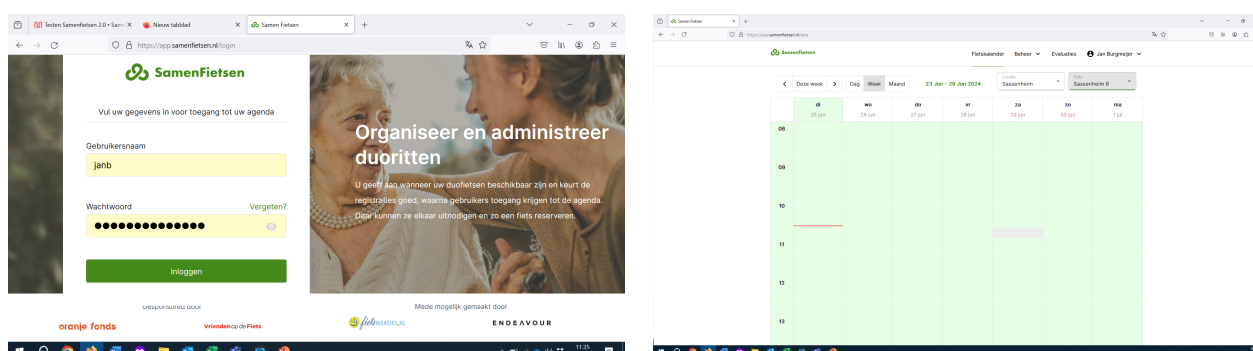 Testen Samenfietsen 2.0 • Sam
Nieuw tabblad
Samen Fietsen
https://app.samenfietsen.nl/login
SamenFietsen
Vul uw gegevens in voor toegang tot uw agenda
Gebruikersnaam
janb
Wachtwoord
Vergeten?
Inloggen
Organiseer en administreer
duoritten
U geeft aan wanneer uw duofietsen beschikbaar zijn en keurt de
registraties goed, waarna gebruikers toegang krijgen tot de agenda.
Daar kunnen ze elkaar uitnodigen en zo een fiets reserveren.
Gesponsord door
Mede mogelijk gemaakt door
oranje fonds
Vrienden op de Fiets
fietsmaatjes.nl
ENDEAVOUR
11:35
Samen Fietsen
https://app.samenfietsen.nl/app
SamenFietsen
Fietskalender
Beheer
Evaluaties
Jan Burgmeijer
Deze week
Dag
Week
Maand
23 Jun - 29 Jun 2024
Locatie
Sassenheim
Fiets
Sassenheim 6
di
wo
do
vr
za
zo
ma
25 jun
26 jun
27 jun
28 jun
29 jun
30 jun
1 jul
08
09
10
11
12
13